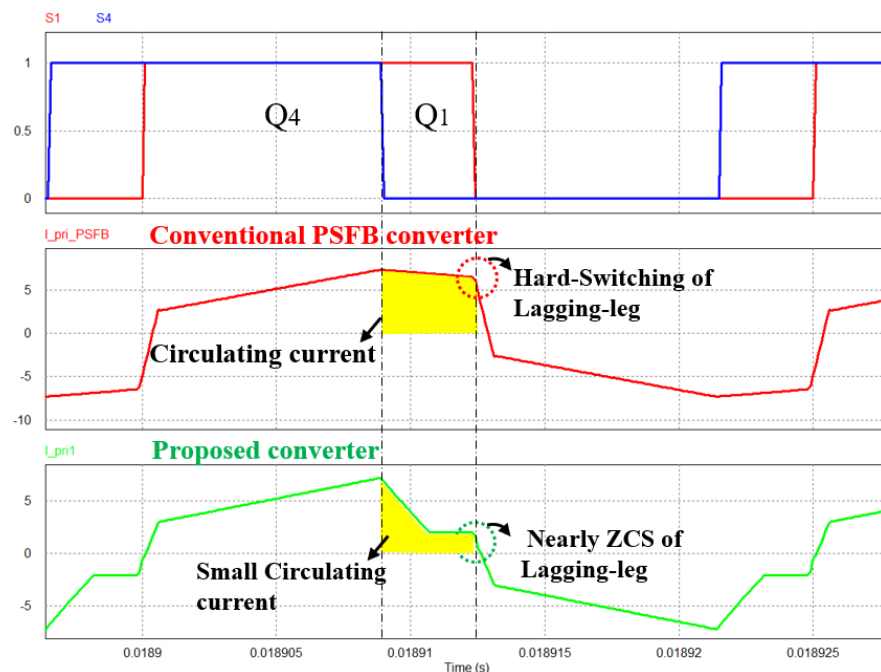 S1 S4
1
0.5
0
Q4 Q1
I_pri_PSFB
Conventional PSFB converter
5
0
-5
-10
Hard-Switching of
Lagging-leg
Circulating current
I_pri1
Proposed converter
5
0
-5
Nearly ZCS of
Lagging-leg
Small Circulating
current
0.0189 0.018905 0.01891 0.018915 0.01892 0.018925
Time (s)